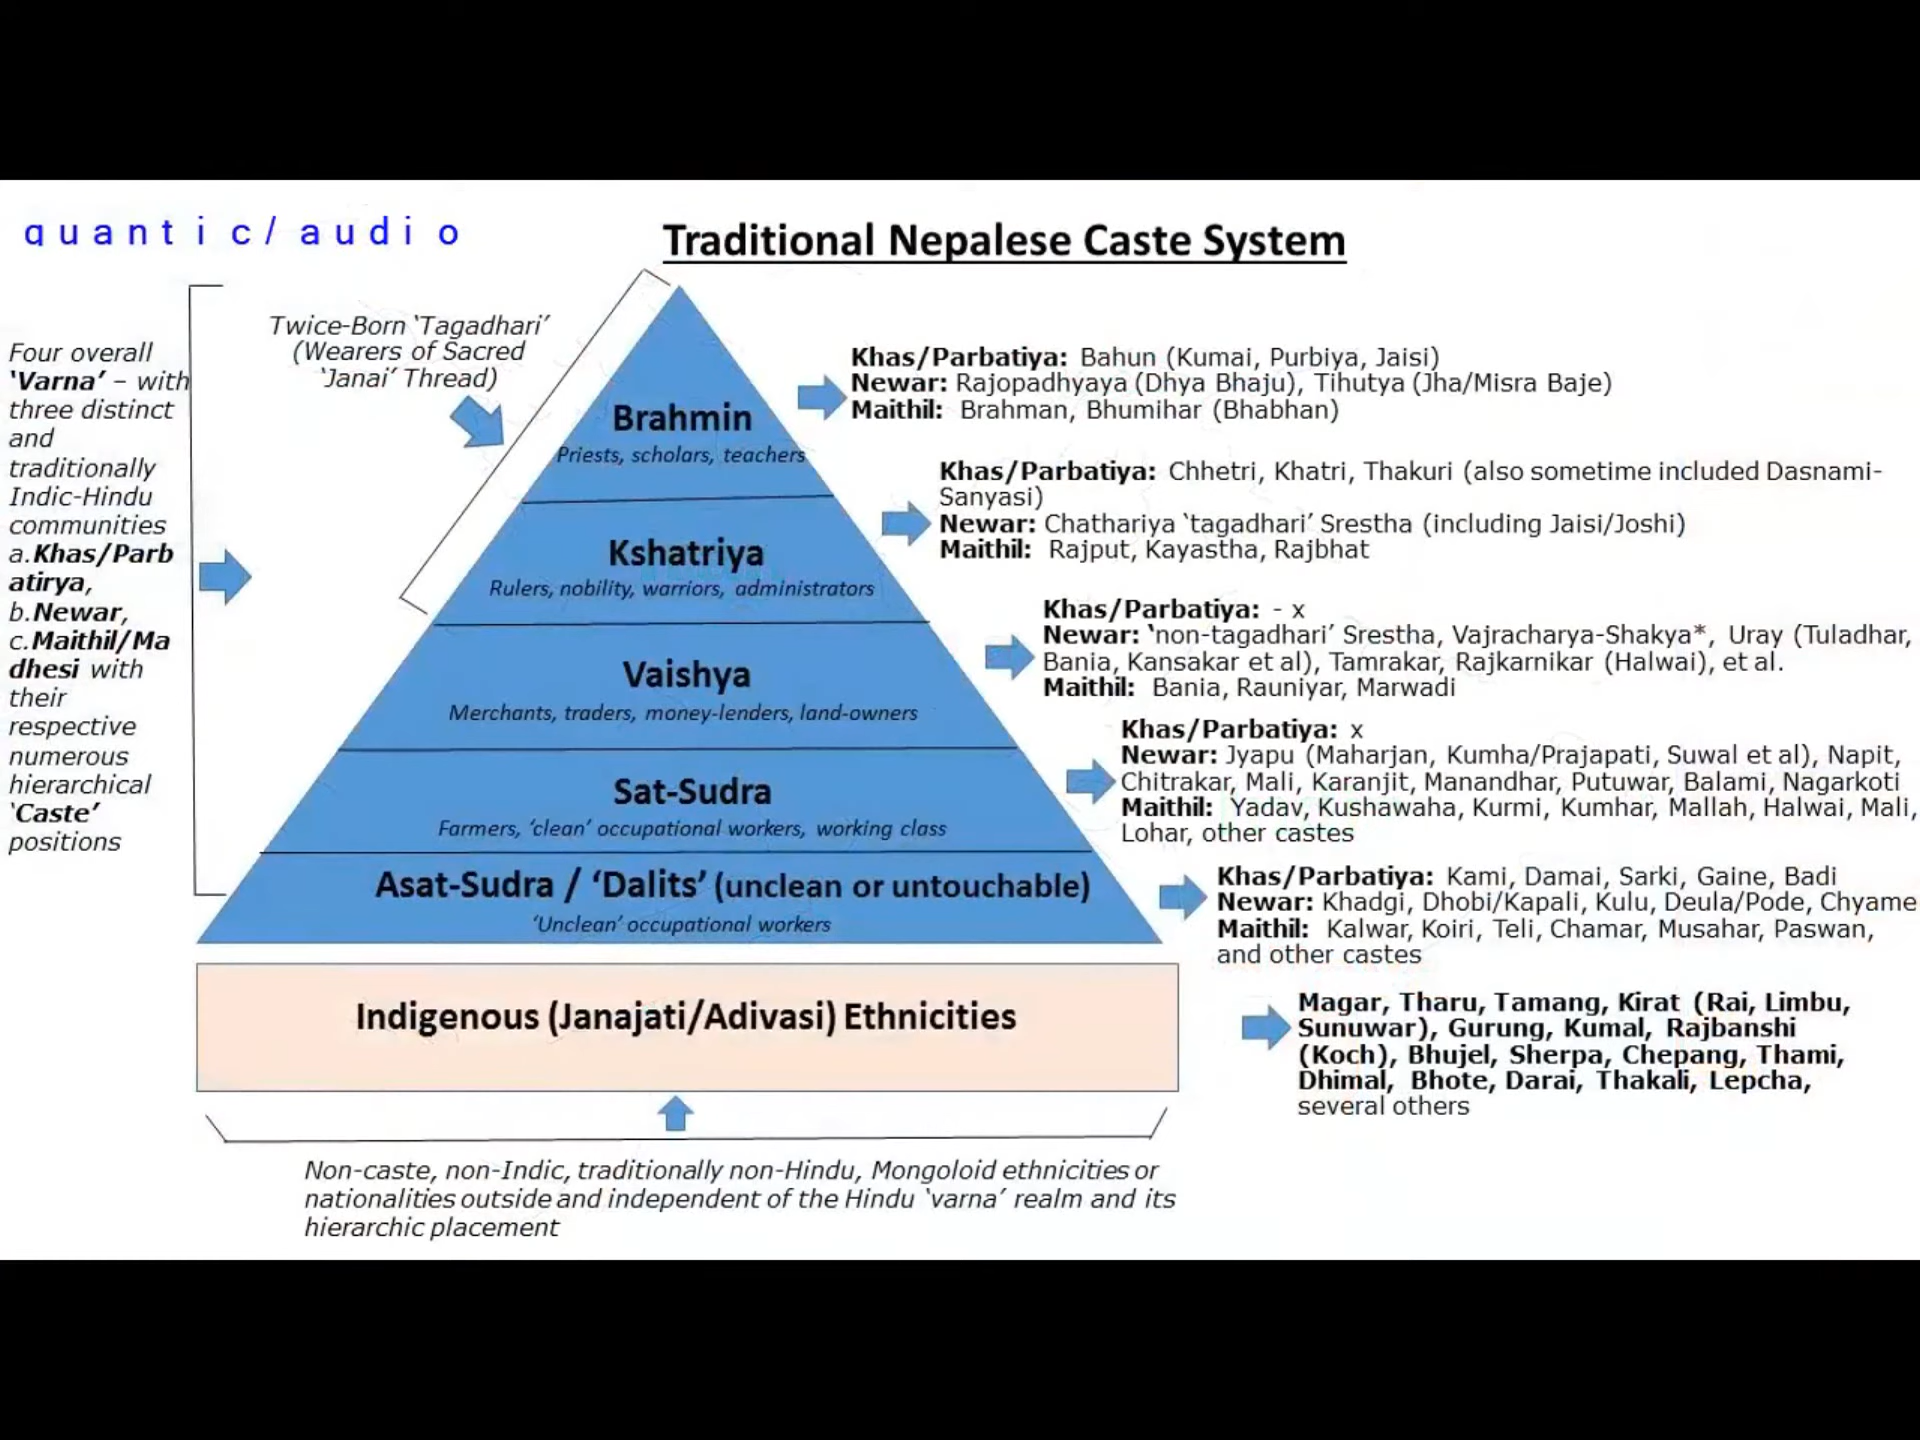 quantic/audio
Traditional Nepalese Caste System
Four overall
‘Varna’ – with
three distinct
and
traditionally
Indic-Hindu
communities
a.Khas/Parb
atirya,
b.Newar,
c.Maithil/Ma
dhesi with
their
respective
numerous
hierarchical
‘Caste’
positions
Twice-Born ‘Tagadhari’
(Wearers of Sacred
‘Janai’ Thread)
Brahmin
Priests, scholars, teachers
Khas/Parbatiya: Bahun (Kumai, Purbiya, Jaisi)
Newar: Rajopadhyaya (Dhya Bhaju), Tihutya (Jha/Misra Baje)
Maithil: Brahman, Bhumihar (Bhabhan)
Kshatriya
Rulers, nobility, warriors, administrators
Khas/Parbatiya: Chhetri, Khatri, Thakuri (also sometime included Dasnami-
Sanyasi)
Newar: Chathariya ‘tagadhari’ Srestha (including Jaisi/Joshi)
Maithil: Rajput, Kayastha, Rajbhat
Vaishya
Merchants, traders, money-lenders, land-owners
Khas/Parbatiya: - x
Newar: ‘non-tagadhari’ Srestha, Vajracharya-Shakya*, Uray (Tuladhar,
Bania, Kansakar et al), Tamrakar, Rajkarnikar (Halwai), et al.
Maithil: Bania, Rauniyar, Marwadi
Sat-Sudra
Farmers, ‘clean’ occupational workers, working class
Khas/Parbatiya: x
Newar: Jyapu (Maharjan, Kumha/Prajapati, Suwal et al), Napit,
Chitrakar, Mali, Karanjit, Manandhar, Putuwar, Balami, Nagarkoti
Maithil: Yadav, Kushawaha, Kurmi, Kumhar, Mallah, Halwai, Mali,
Lohar, other castes
Asat-Sudra / ‘Dalits’ (unclean or untouchable)
‘Unclean’ occupational workers
Khas/Parbatiya: Kami, Damai, Sarki, Gaine, Badi
Newar: Khadgi, Dhobi/Kapali, Kulu, Deula/Pode, Chyame
Maithil: Kalwar, Koiri, Teli, Chamar, Musahar, Paswan,
and other castes
Indigenous (Janajati/Adivasi) Ethnicities
Magar, Tharu, Tamang, Kirat (Rai, Limbu,
Sunuwar), Gurung, Kumal, Rajbanshi
(Koch), Bhujel, Sherpa, Chepang, Thami,
Dhimal, Bhote, Darai, Thakali, Lepcha,
several others
Non-caste, non-Indic, traditionally non-Hindu, Mongoloid ethnicities or
nationalities outside and independent of the Hindu ‘varna’ realm and its
hierarchic placement